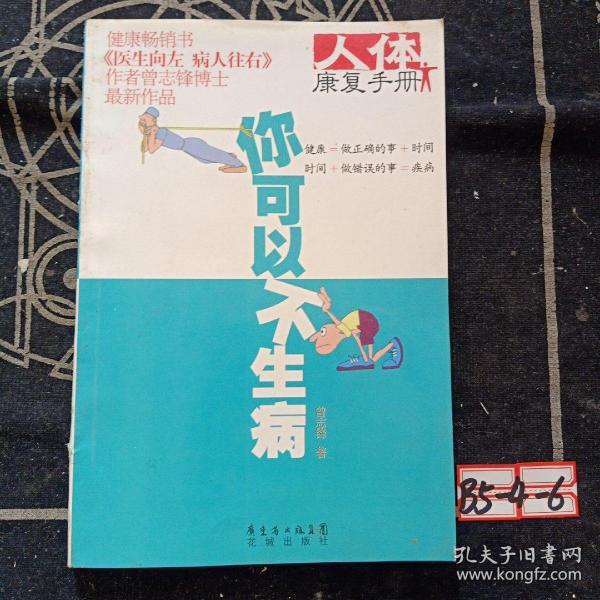 健康畅销书
《医生向左 病人往右》
作者曾志锋博士
最新作品
人体
康复手册
健康＝做正确的事＋时间
时间＋做错误的事＝疾病
你可以不生病
曾志锋 著
广东省出版集团
花城出版社
B5-4-6
孔夫子旧书网
www.kongfz.com